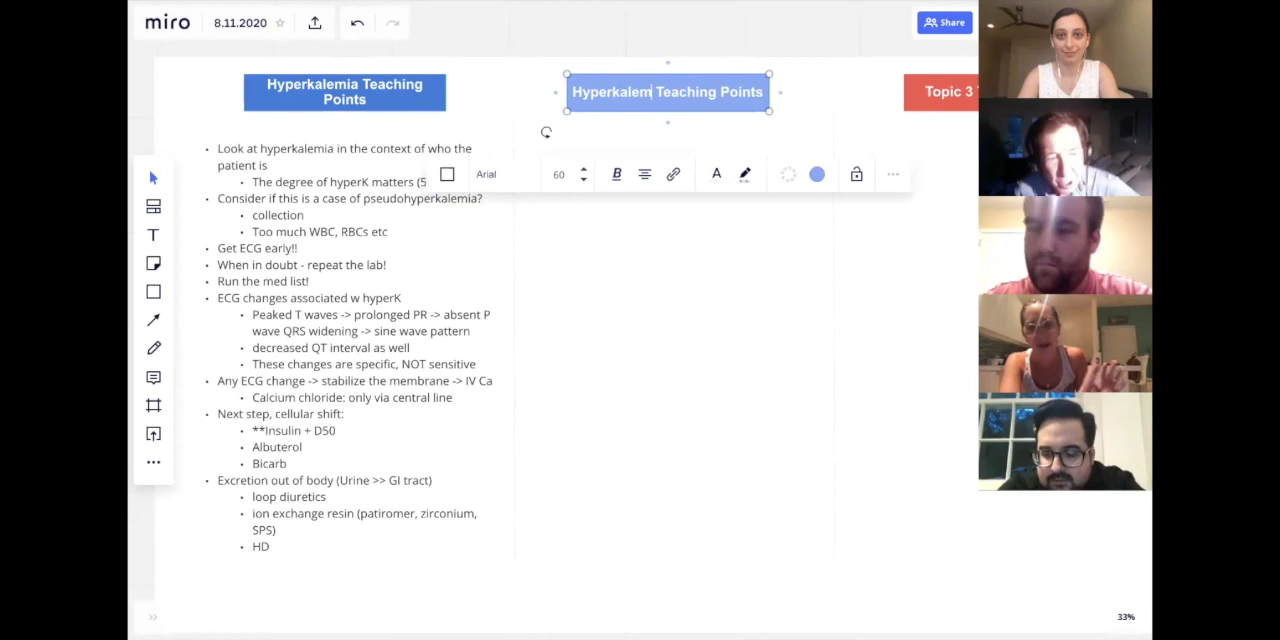 miro 8.11.2020
Share
Hyperkalemia Teaching
Points
Hyperkalem Teaching Points
Topic 3
Look at hyperkalemia in the context of who the
patient is
The degree of hyperK matters (5
Arial 60 B A
Consider if this is a case of pseudohyperkalemia?
collection
Too much WBC, RBCs etc
Get ECG early!!
When in doubt - repeat the lab!
Run the med list!
ECG changes associated w hyperK
Peaked T waves -> prolonged PR -> absent P
wave QRS widening -> sine wave pattern
decreased QT interval as well
These changes are specific, NOT sensitive
Any ECG change -> stabilize the membrane -> IV Ca
Calcium chloride: only via central line
Next step, cellular shift:
**Insulin + D50
Albuterol
Bicarb
Excretion out of body (Urine >> GI tract)
loop diuretics
ion exchange resin (patiromer, zirconium,
SPS)
HD
33%